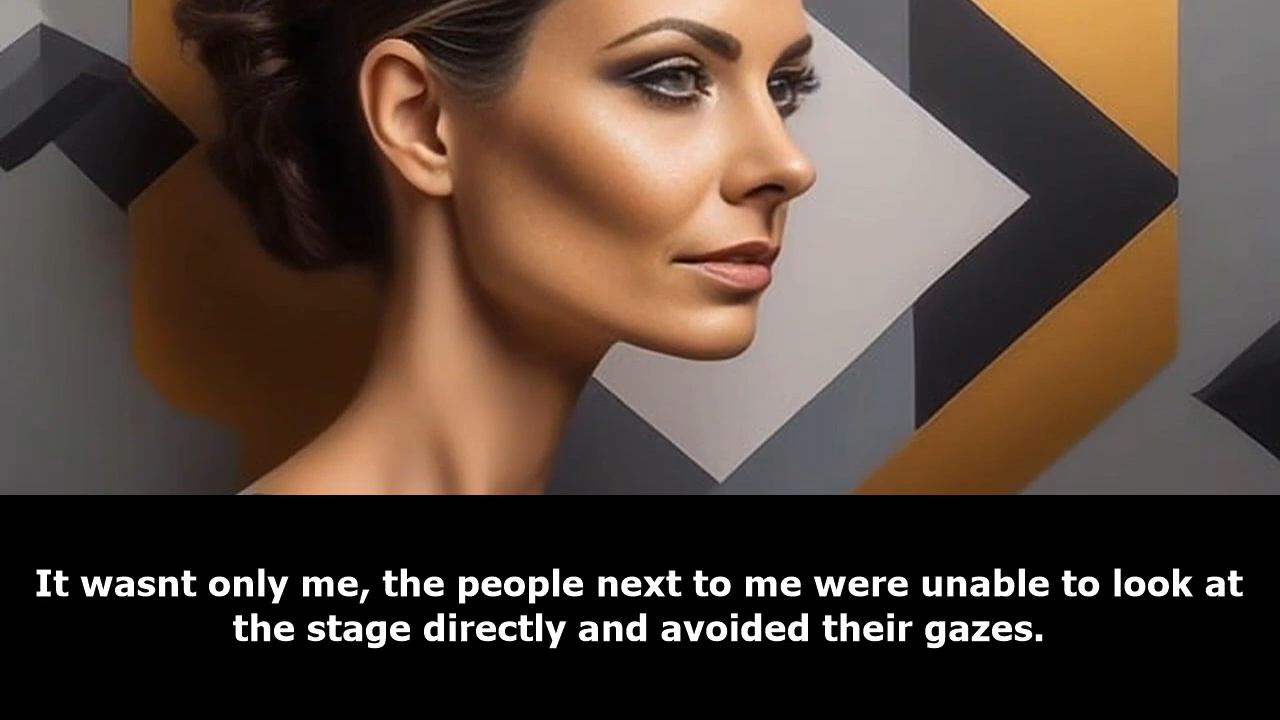 It wasnt only me, the people next to me were unable to look at
the stage directly and avoided their gazes.